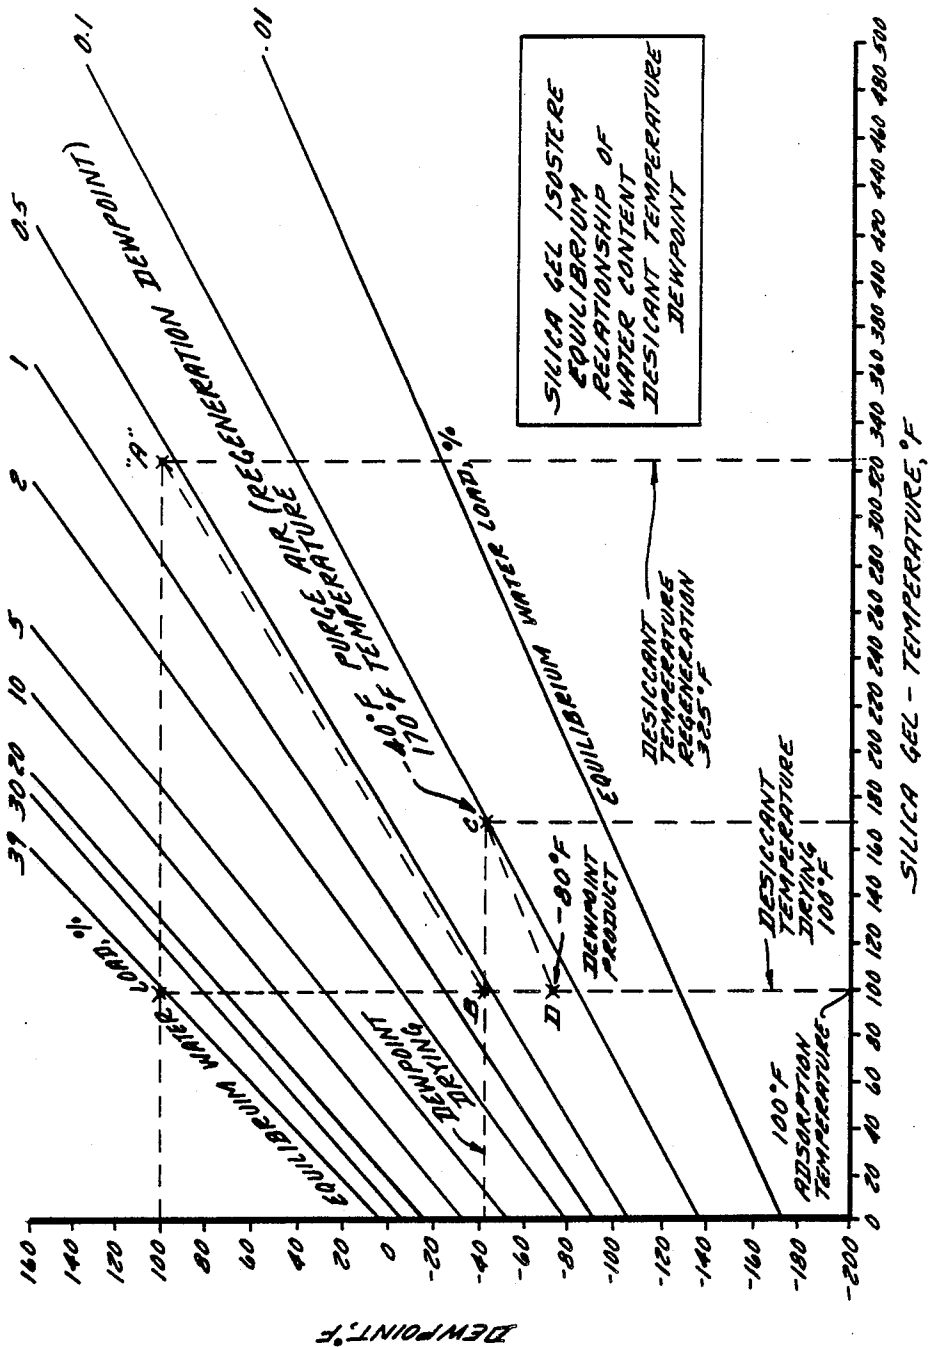 39
30
20
10
5
2
1
0.5
0.1
.01
EQUILIBRUIM WATER LOAD, %
"A"
PURGE AIR (REGENERATION DEWPOINT)
-40°F
170°F TEMPERATURE
DEWPOINT
DRYING
B
C
D
-80°F
DEWPOINT
PRODUCT
EQUILIBRIUM WATER LOAD, %
SILICA GEL ISOSTERE
EQUILIBRIUM
RELATIONSHIP OF
WATER CONTENT
DESICANT TEMPERATURE
DEWPOINT
DESICCANT
TEMPERATURE
REGENERATION
325°F
DESICCANT
TEMPERATURE
DRYING
100°F
100°F
ADSORPTION
TEMPERATURE
DEWPOINT, °F
160
140
120
100
80
60
40
20
0
-20
-40
-60
-80
-100
-120
-140
-160
-180
-200
0 20 40 60 80 100 120 140 160 180 200 220 240 260 280 300 320 340 360 380 400 420 440 460 480 500
SILICA GEL - TEMPERATURE, °F